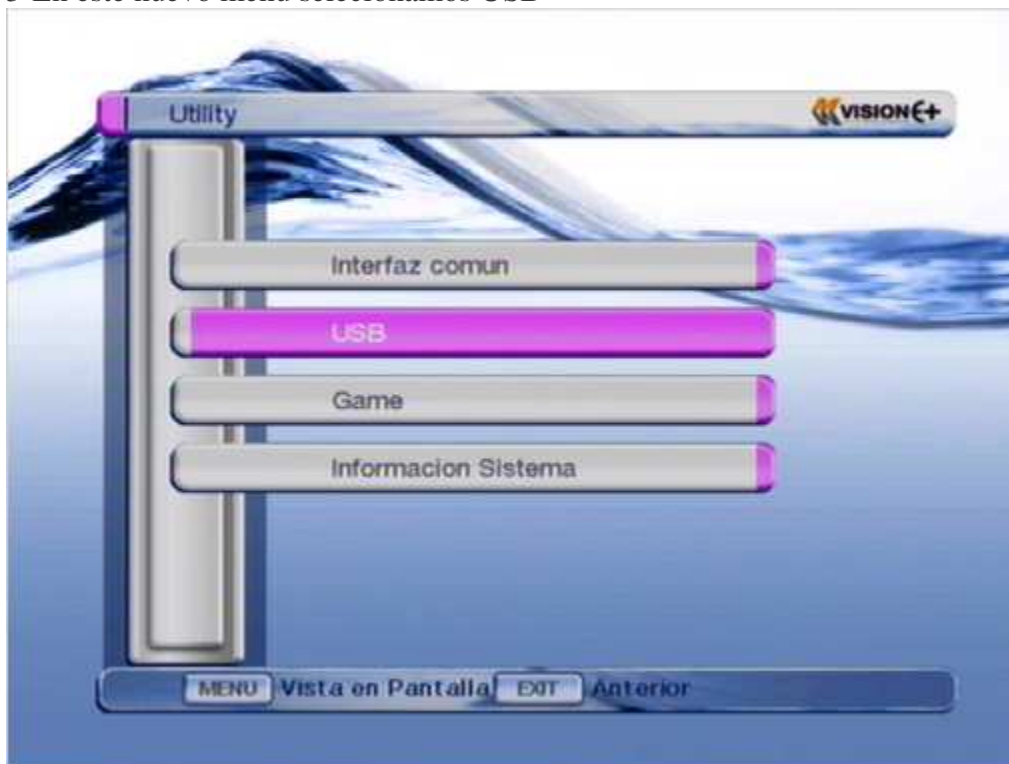 Utility
VISION E+
Interfaz comun
USB
Game
Informacion Sistema
MENU Vista en Pantalla EXIT Anterior